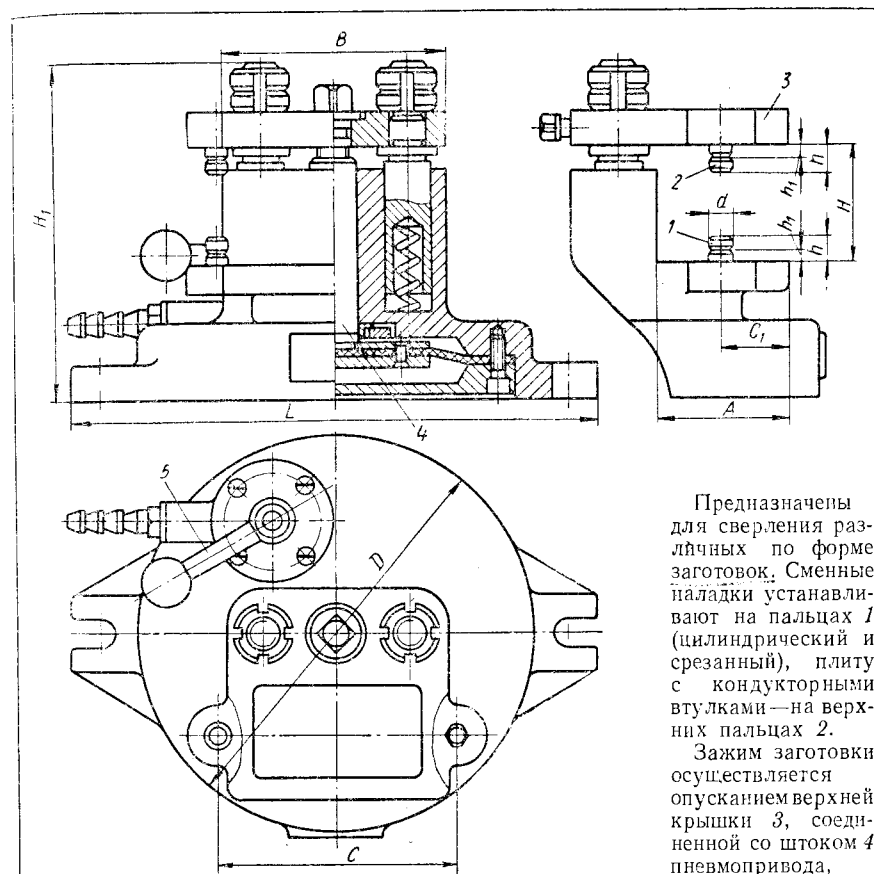 B
3
H₁
2
h₁
h
H
d
1
h₁
h
C₁
A
L
4
5
D
C
Предназначены
для сверления раз-
личных по форме
заготовок. Сменные
наладки устанавли-
вают на пальцах 1
(цилиндрический и
срезанный), плиту
с кондукторными
втулками—на верх-
них пальцах 2.
Зажим заготовки
осуществляется
опусканием верхней
крышки 3, соеди-
ненной со штоком 4
пневмопривода,